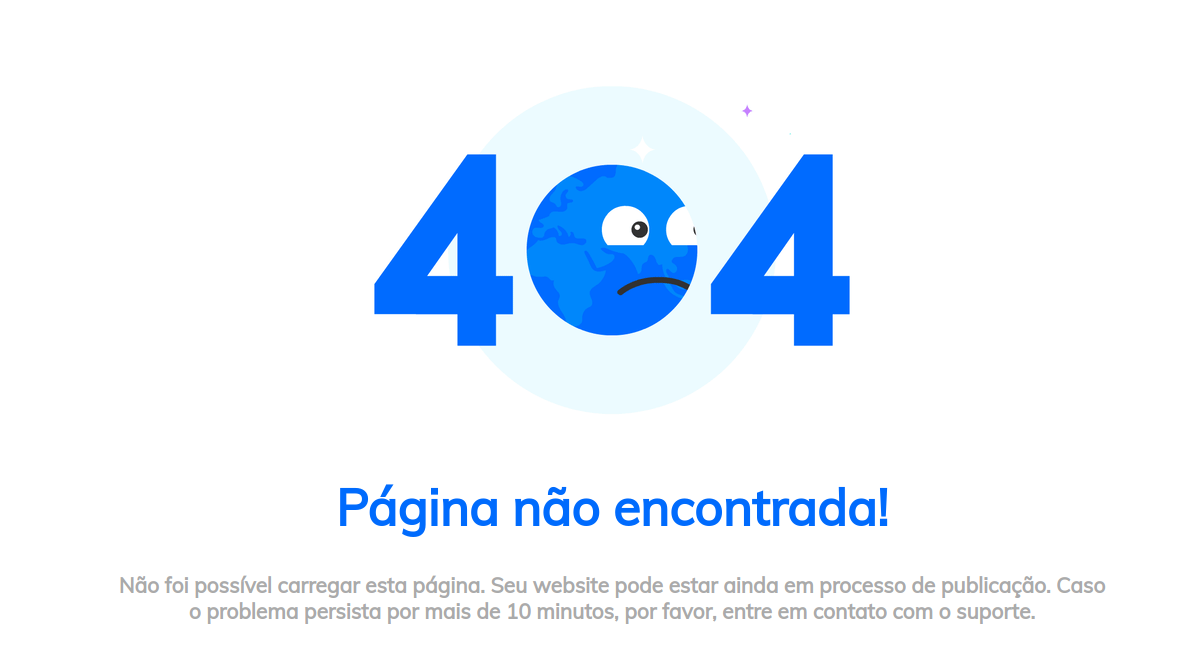 404
Página não encontrada!
Não foi possível carregar esta página. Seu website pode estar ainda em processo de publicação. Caso
o problema persista por mais de 10 minutos, por favor, entre em contato com o suporte.